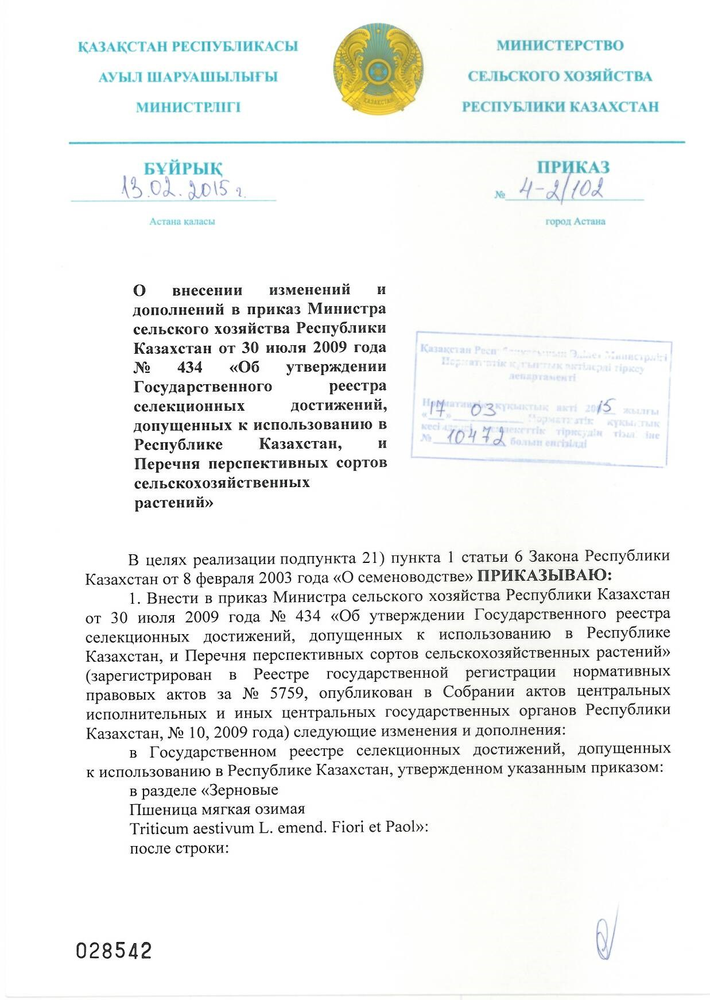 ҚАЗАҚСТАН РЕСПУБЛИКАСЫ
АУЫЛ ШАРУАШЫЛЫҒЫ
МИНИСТРЛІГІ
ҚАЗАҚСТАН
МИНИСТЕРСТВО
СЕЛЬСКОГО ХОЗЯЙСТВА
РЕСПУБЛИКИ КАЗАХСТАН
БҰЙРЫҚ
13.02.2015 г.
Астана қаласы
ПРИКАЗ
№ 4-2/102
город Астана
О внесении изменений и
дополнений в приказ Министра
сельского хозяйства Республики
Казахстан от 30 июля 2009 года
№ 434 «Об утверждении
Государственного реестра
селекционных достижений,
допущенных к использованию в
Республике Казахстан, и
Перечня перспективных сортов
сельскохозяйственных
растений»
Қазақстан Республикасының Әділет Министрлігі
Нормативтік құқықтық актілерді тіркеу
департаменті
Нормативтік құқықтық акті 2015 жылғы
«17» 03 Нормативтік құқықтық
тіркеудің
№ 10472 болып енгізілді
В целях реализации подпункта 21) пункта 1 статьи 6 Закона Республики
Казахстан от 8 февраля 2003 года «О семеноводстве» ПРИКАЗЫВАЮ:
1. Внести в приказ Министра сельского хозяйства Республики Казахстан
от 30 июля 2009 года № 434 «Об утверждении Государственного реестра
селекционных достижений, допущенных к использованию в Республике
Казахстан, и Перечня перспективных сортов сельскохозяйственных растений»
(зарегистрирован в Реестре государственной регистрации нормативных
правовых актов за № 5759, опубликован в Собрании актов центральных
исполнительных и иных центральных государственных органов Республики
Казахстан, № 10, 2009 года) следующие изменения и дополнения:
в Государственном реестре селекционных достижений, допущенных
к использованию в Республике Казахстан, утвержденном указанным приказом:
в разделе «Зерновые
Пшеница мягкая озимая
Triticum aestivum L. emend. Fiori et Paol»:
после строки:
028542